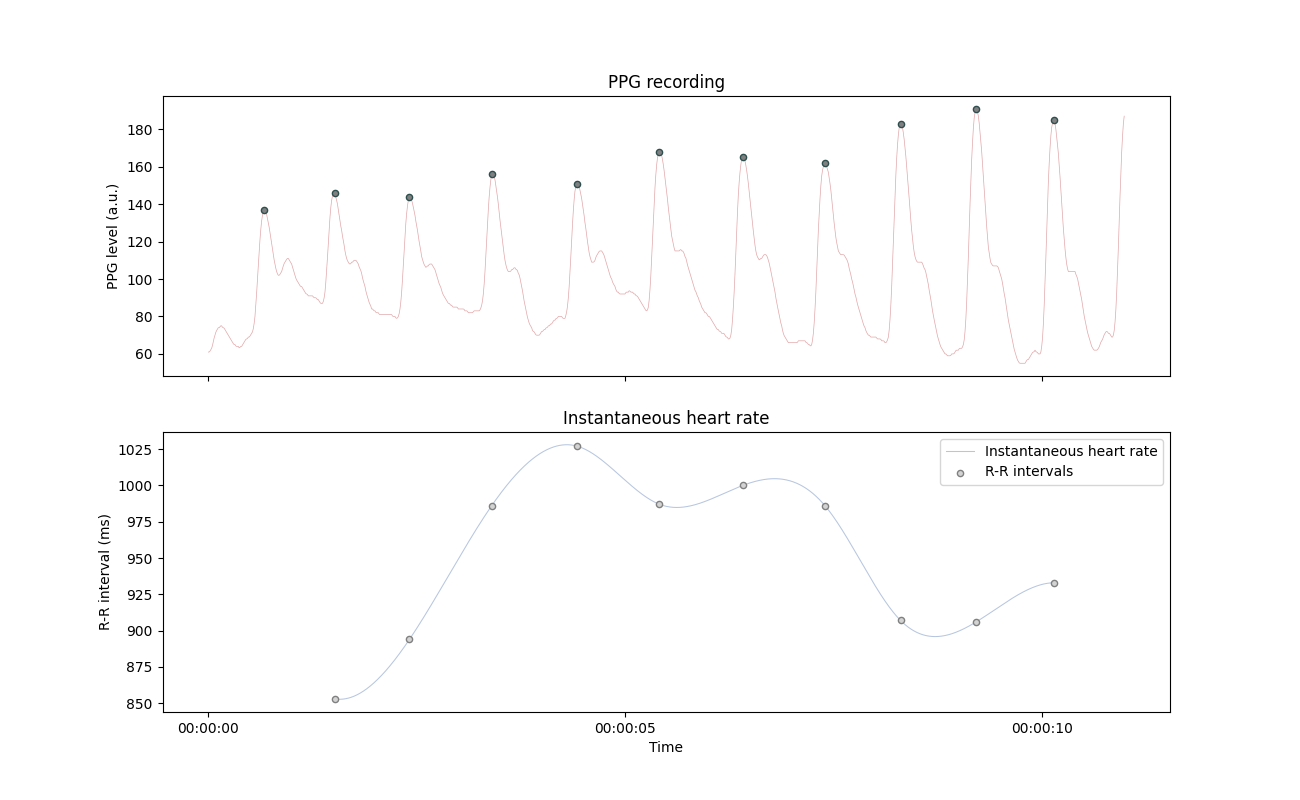 PPG recording
180
160
140
120
100
80
60
PPG level (a.u.)
Instantaneous heart rate
1025
1000
975
950
925
900
875
850
R-R interval (ms)
Instantaneous heart rate
R-R intervals
00:00:00 00:00:05 00:00:10
Time